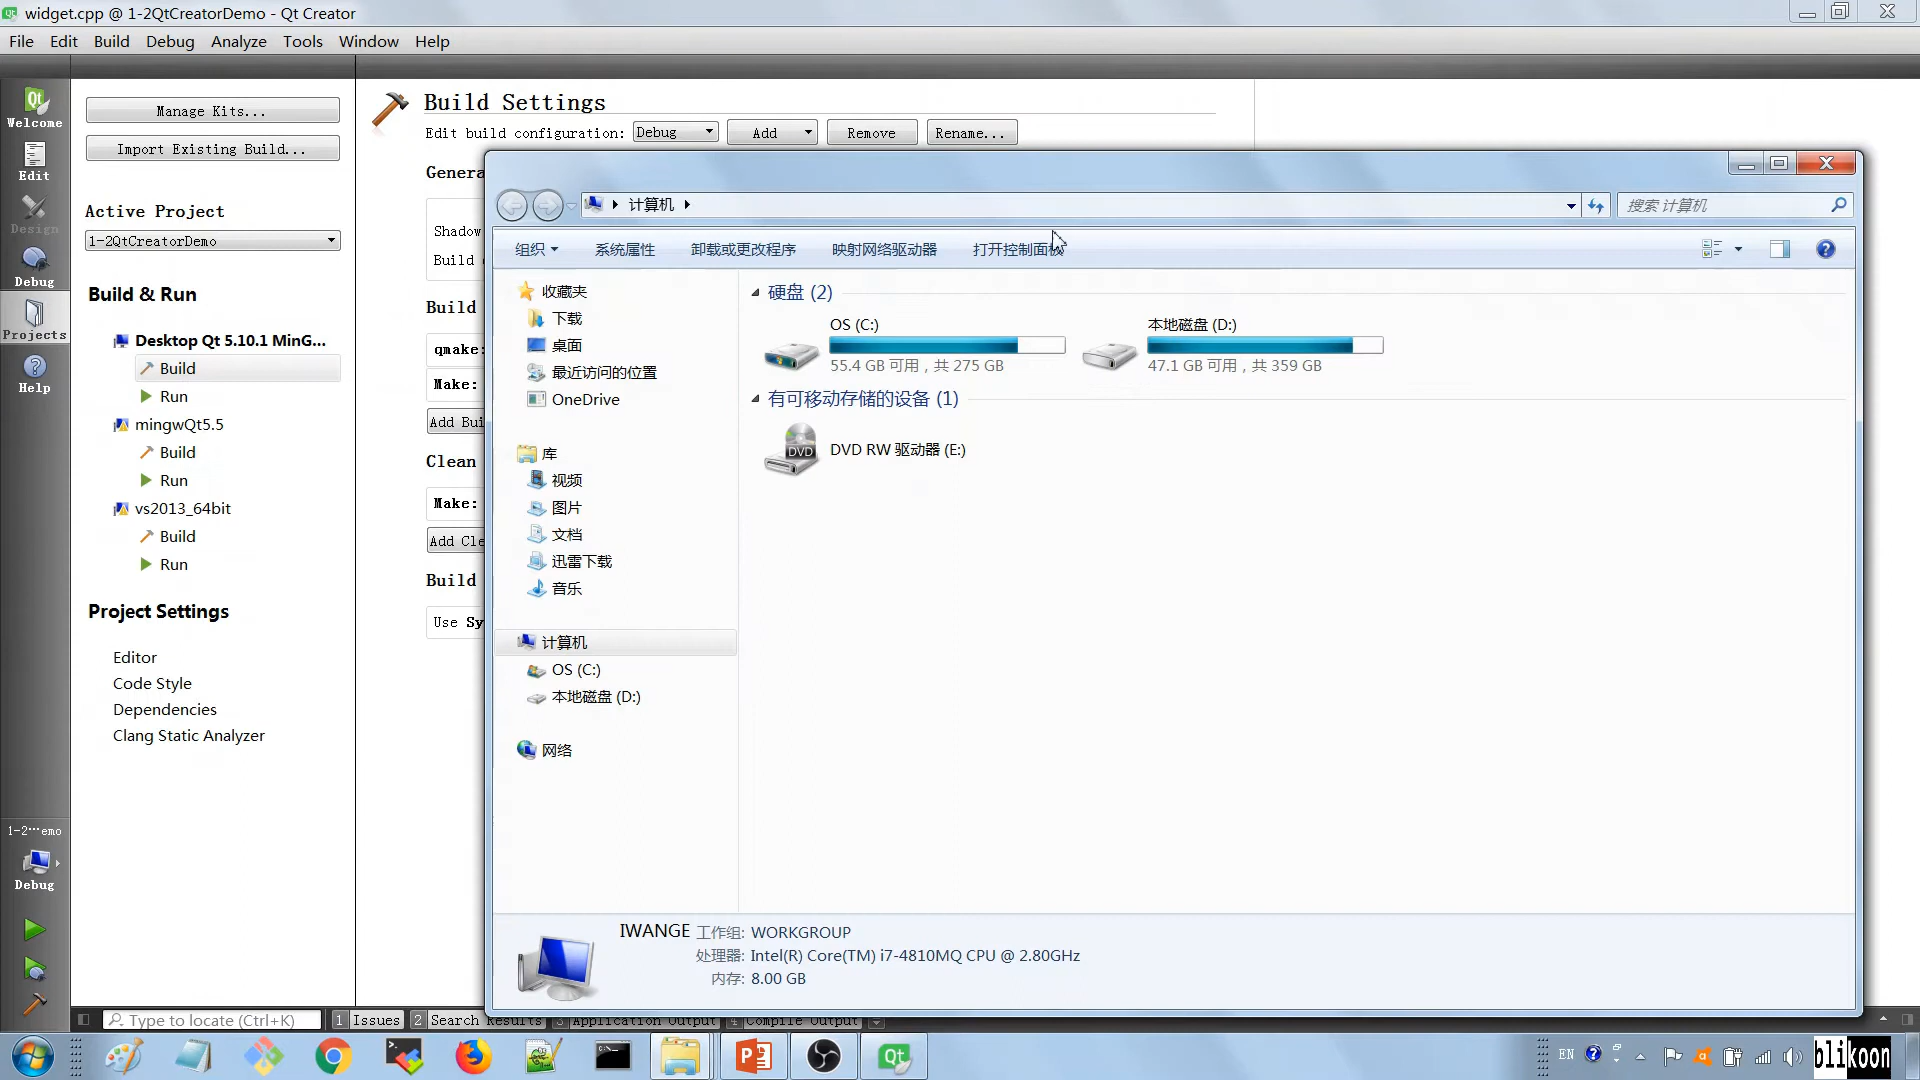 widget.cpp @ 1-2QtCreatorDemo - Qt Creator
File Edit Build Debug Analyze Tools Window Help
Welcome
Edit
Design
Debug
Projects
Help
1-2···emo
Debug
Manage Kits...
Import Existing Build...
Active Project
1-2QtCreatorDemo
Build & Run
Desktop Qt 5.10.1 MinG...
Build
Run
mingwQt5.5
Build
Run
vs2013_64bit
Build
Run
Project Settings
Editor
Code Style
Dependencies
Clang Static Analyzer
Build Settings
Edit build configuration: Debug Add Remove Rename...
Genera
Shadow
Build
Build
qmake:
Make:
Add Bui
Clean
Make:
Add Cle
Build
Use Sy
计算机
搜索 计算机
组织 系统属性 卸载或更改程序 映射网络驱动器 打开控制面板
收藏夹
下载
桌面
最近访问的位置
OneDrive
库
视频
图片
文档
迅雷下载
音乐
计算机
OS (C:)
本地磁盘 (D:)
网络
硬盘 (2)
OS (C:)
55.4 GB 可用，共 275 GB
本地磁盘 (D:)
47.1 GB 可用，共 359 GB
有可移动存储的设备 (1)
DVD
DVD RW 驱动器 (E:)
IWANGE 工作组: WORKGROUP
处理器: Intel(R) Core(TM) i7-4810MQ CPU @ 2.80GHz
内存: 8.00 GB
Type to locate (Ctrl+K) 1 Issues 2 Search Results 3 Application Output 4 Compile Output
EN
blikoon